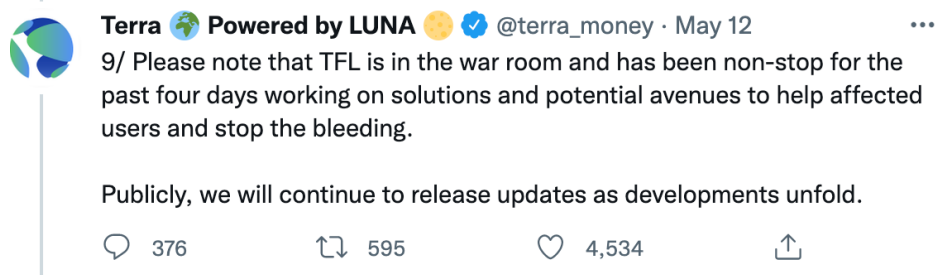 Terra 🌍 Powered by LUNA 🌕 @terra_money · May 12
9/ Please note that TFL is in the war room and has been non-stop for the
past four days working on solutions and potential avenues to help affected
users and stop the bleeding.
Publicly, we will continue to release updates as developments unfold.
376 595 4,534